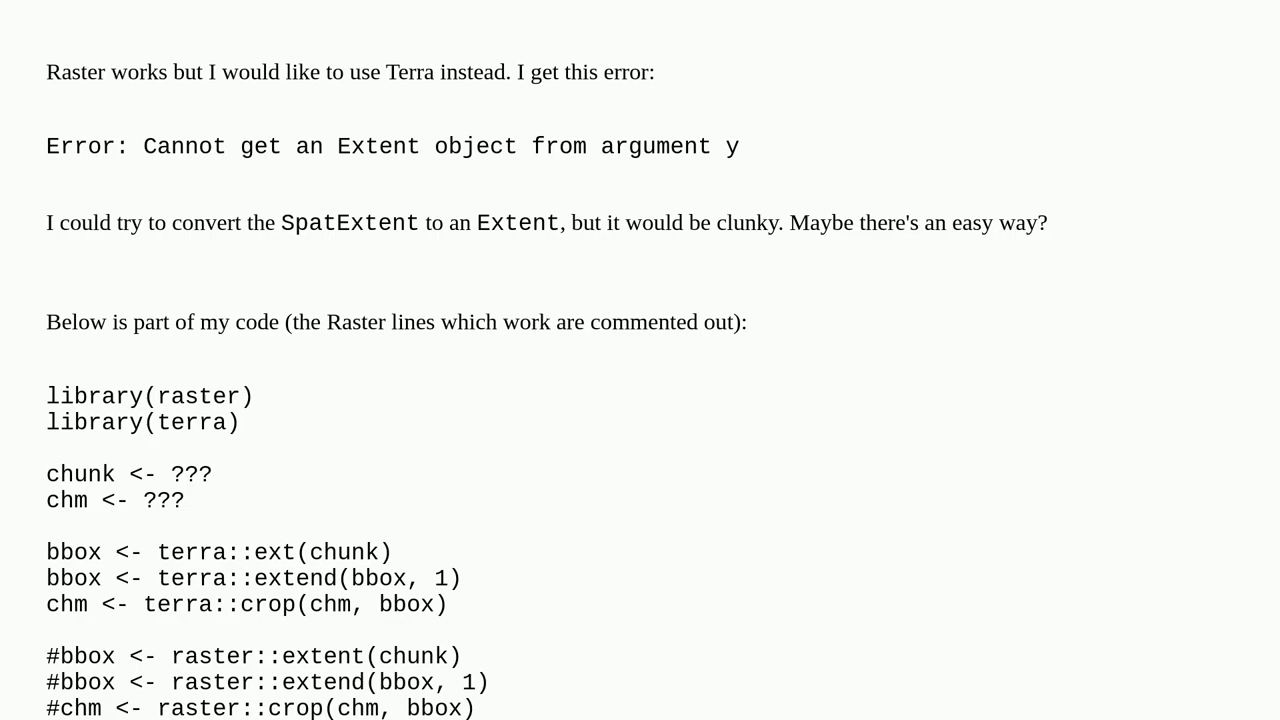 Raster works but I would like to use Terra instead. I get this error:
Error: Cannot get an Extent object from argument y
I could try to convert the SpatExtent to an Extent, but it would be clunky. Maybe there's an easy way?
Below is part of my code (the Raster lines which work are commented out):
library(raster)
library(terra)
chunk <- ???
chm <- ???
bbox <- terra::ext(chunk)
bbox <- terra::extend(bbox, 1)
chm <- terra::crop(chm, bbox)
#bbox <- raster::extent(chunk)
#bbox <- raster::extend(bbox, 1)
#chm <- raster::crop(chm, bbox)